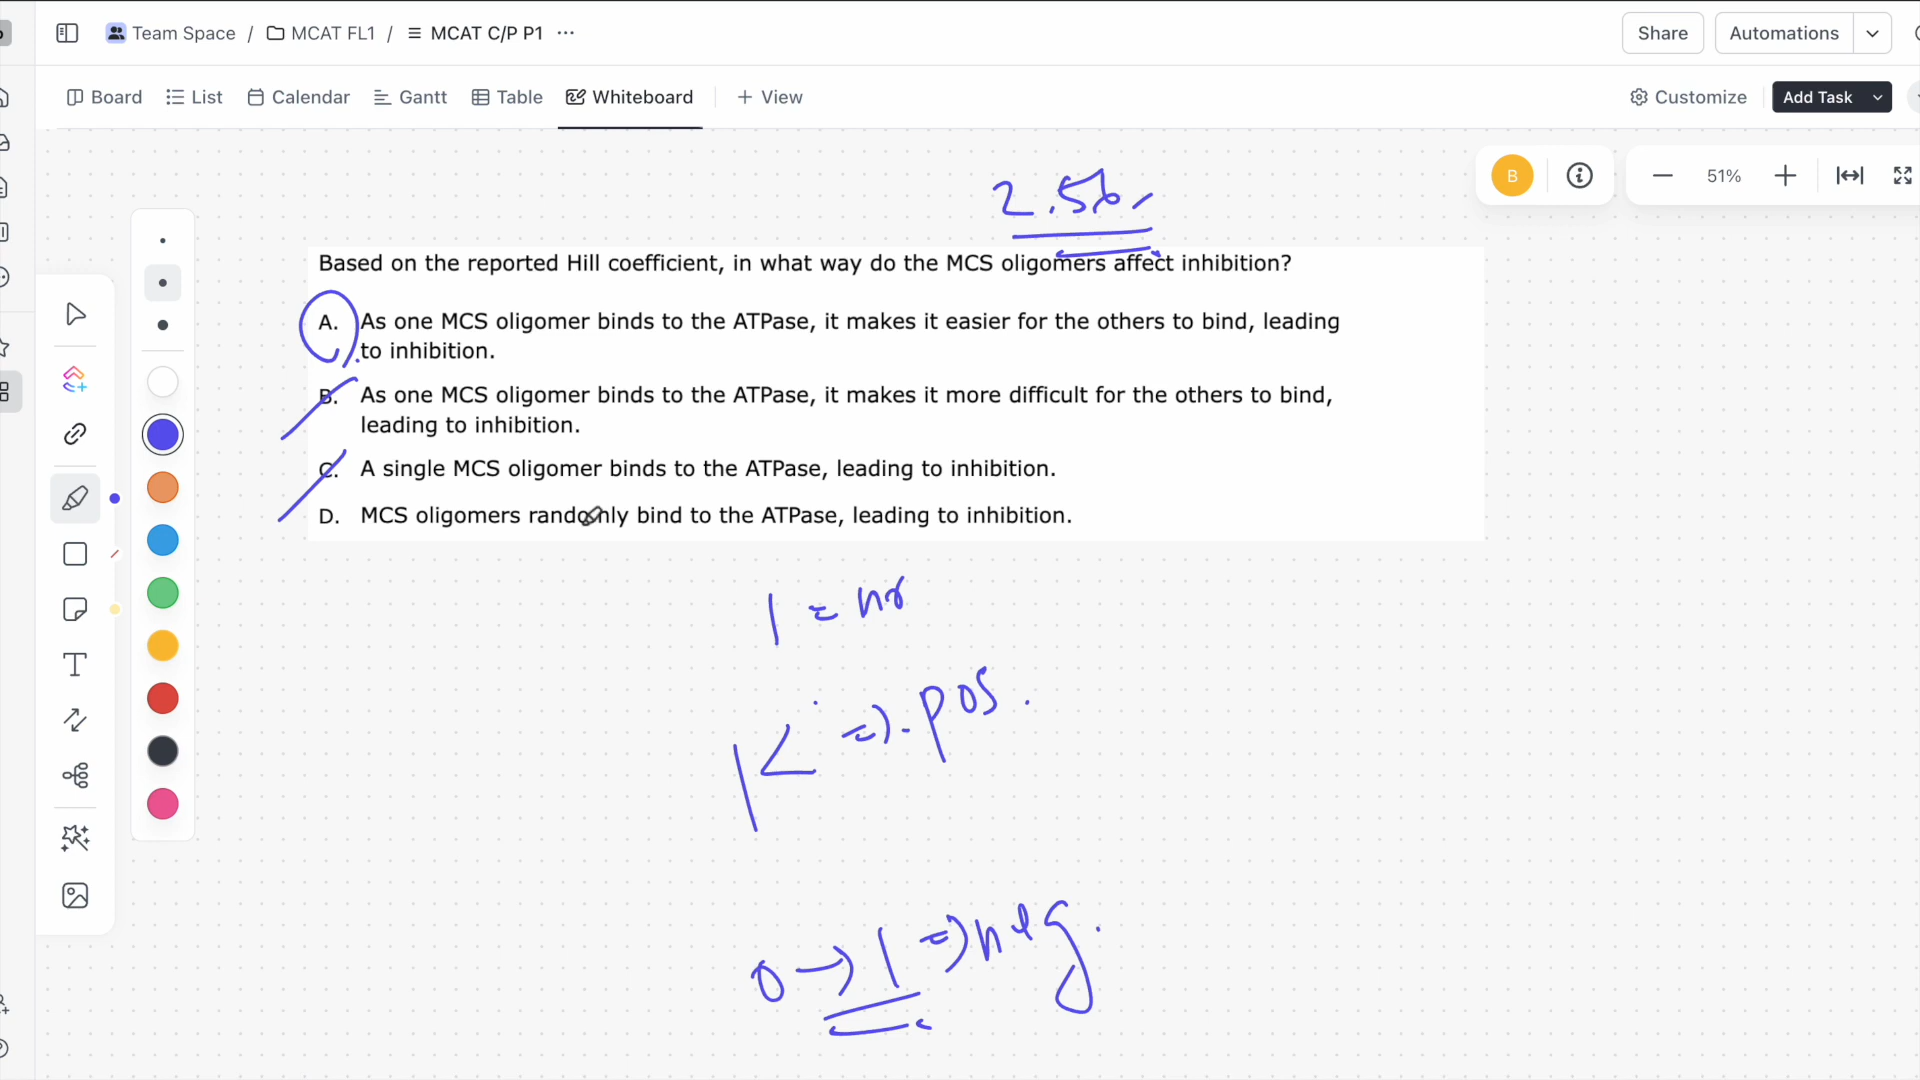 Team Space / MCAT FL1 / MCAT C/P P1 ...
Share
Automations
Board
List
Calendar
Gantt
Table
Whiteboard
+ View
Customize
Add Task
B
51%
2.56
Based on the reported Hill coefficient, in what way do the MCS oligomers affect inhibition?
A. As one MCS oligomer binds to the ATPase, it makes it easier for the others to bind, leading
to inhibition.
B. As one MCS oligomer binds to the ATPase, it makes it more difficult for the others to bind,
leading to inhibition.
C. A single MCS oligomer binds to the ATPase, leading to inhibition.
D. MCS oligomers randomly bind to the ATPase, leading to inhibition.
T
1 =
1 < => pos.
0 → 1 => neg.